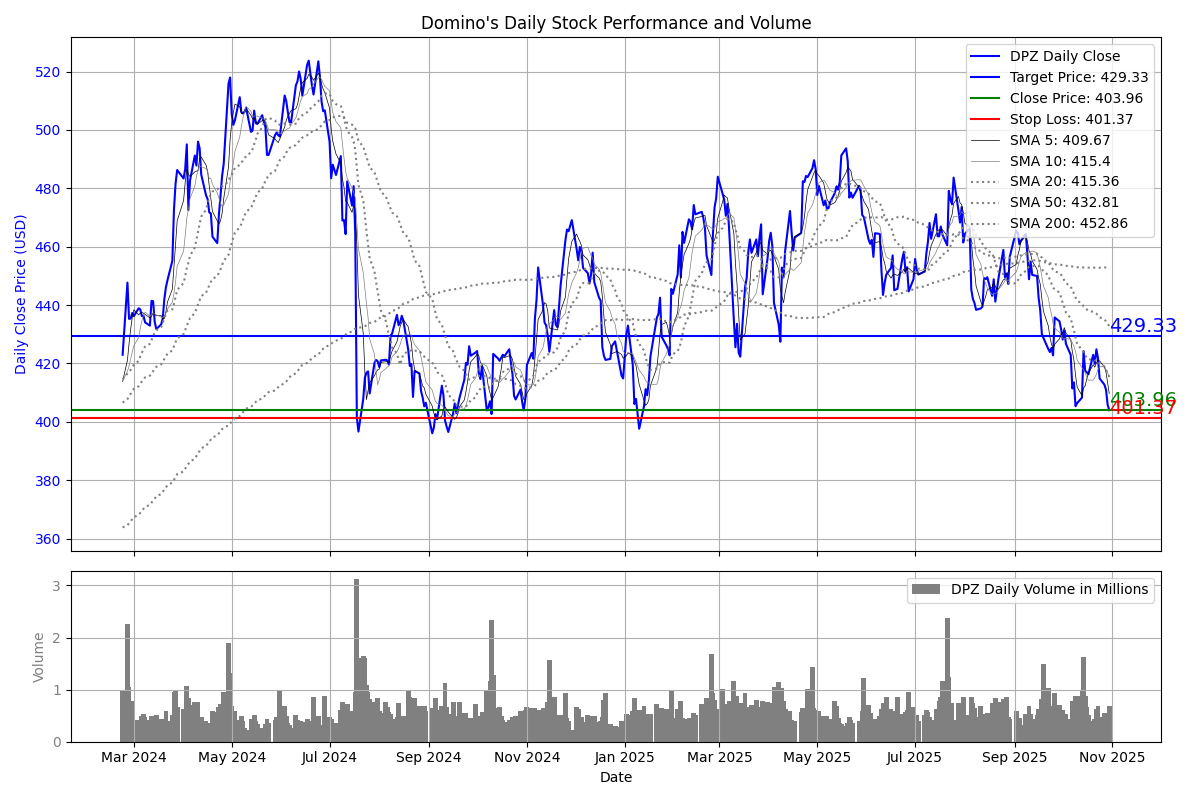 Domino's Daily Stock Performance and Volume
Daily Close Price (USD)
520
500
480
460
440
420
400
380
360
DPZ Daily Close
Target Price: 429.33
Close Price: 403.96
Stop Loss: 401.37
SMA 5: 409.67
SMA 10: 415.4
SMA 20: 415.36
SMA 50: 432.81
SMA 200: 452.86
429.33
403.96
401.37
Volume
3
2
1
0
DPZ Daily Volume in Millions
Mar 2024 May 2024 Jul 2024 Sep 2024 Nov 2024 Jan 2025 Mar 2025 May 2025 Jul 2025 Sep 2025 Nov 2025
Date